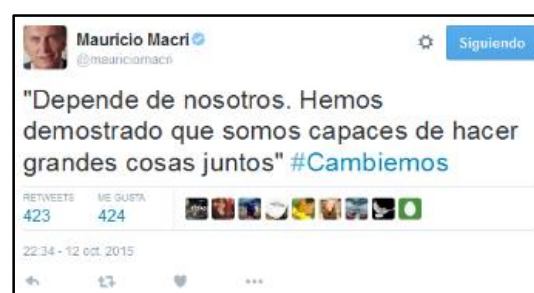 Mauricio Macri
@mauriciomacri
Siguiendo
"Depende de nosotros. Hemos
demostrado que somos capaces de hacer
grandes cosas juntos" #Cambiemos
RETWEETS ME GUSTA
423 424
22:34 - 12 oct. 2015